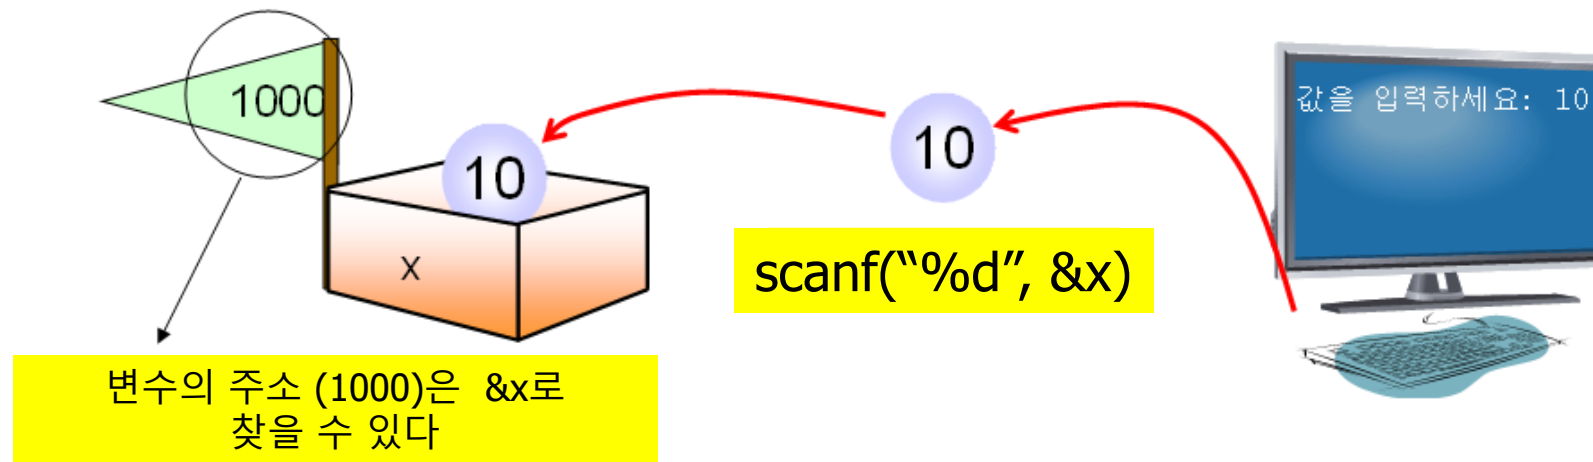 1000
10
x
변수의 주소 (1000)은 &x로
찾을 수 있다
10
scanf(“%d”, &x)
값을 입력하세요: 10